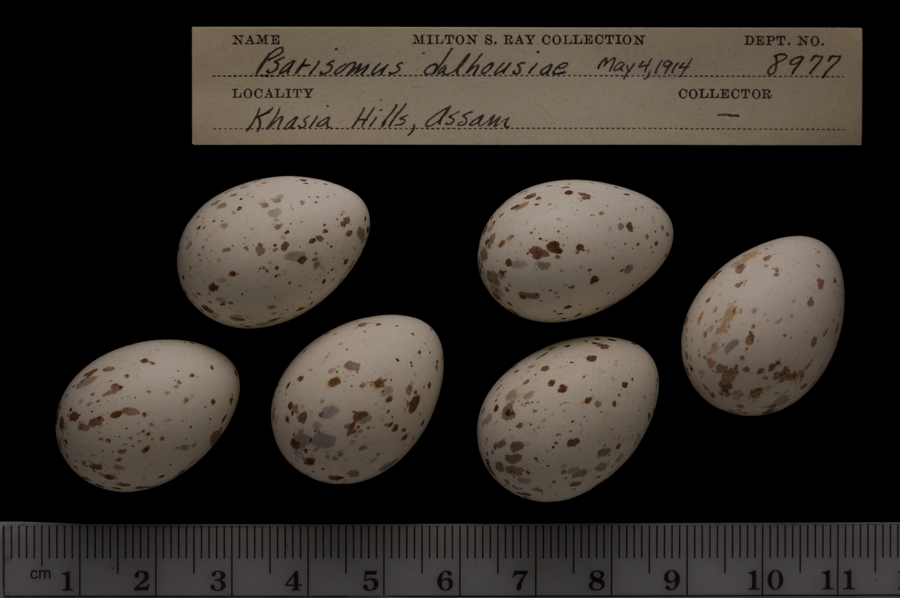 NAME MILTON S. RAY COLLECTION DEPT. NO.
Psarisomus dalhousiae May 4, 1914 8977
LOCALITY COLLECTOR
Khasia Hills, Assam —
cm 1 2 3 4 5 6 7 8 9 10 11